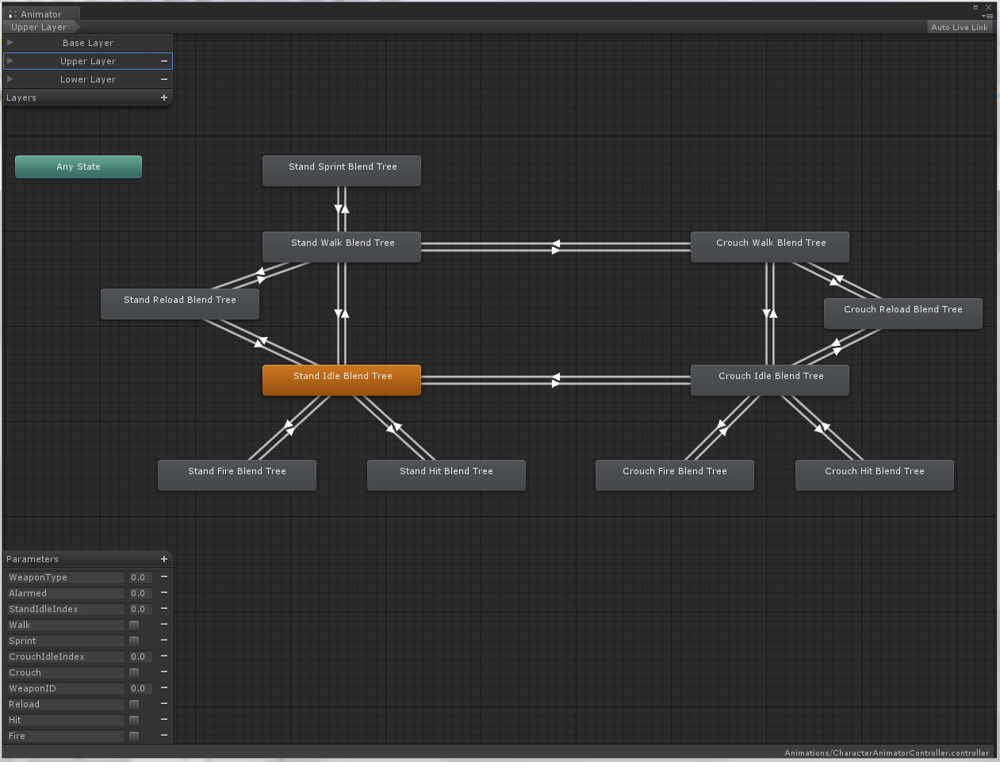 Animator
Upper Layer
Auto Live Link
Base Layer
Upper Layer
Lower Layer
Layers
Any State
Stand Sprint Blend Tree
Stand Walk Blend Tree
Crouch Walk Blend Tree
Stand Reload Blend Tree
Crouch Reload Blend Tree
Stand Idle Blend Tree
Crouch Idle Blend Tree
Stand Fire Blend Tree
Stand Hit Blend Tree
Crouch Fire Blend Tree
Crouch Hit Blend Tree
Parameters
WeaponType 0.0
Alarmed 0.0
StandIdleIndex 0.0
Walk
Sprint
CrouchIdleIndex 0.0
Crouch
WeaponID 0.0
Reload
Hit
Fire
Animations/CharacterAnimatorController.controller